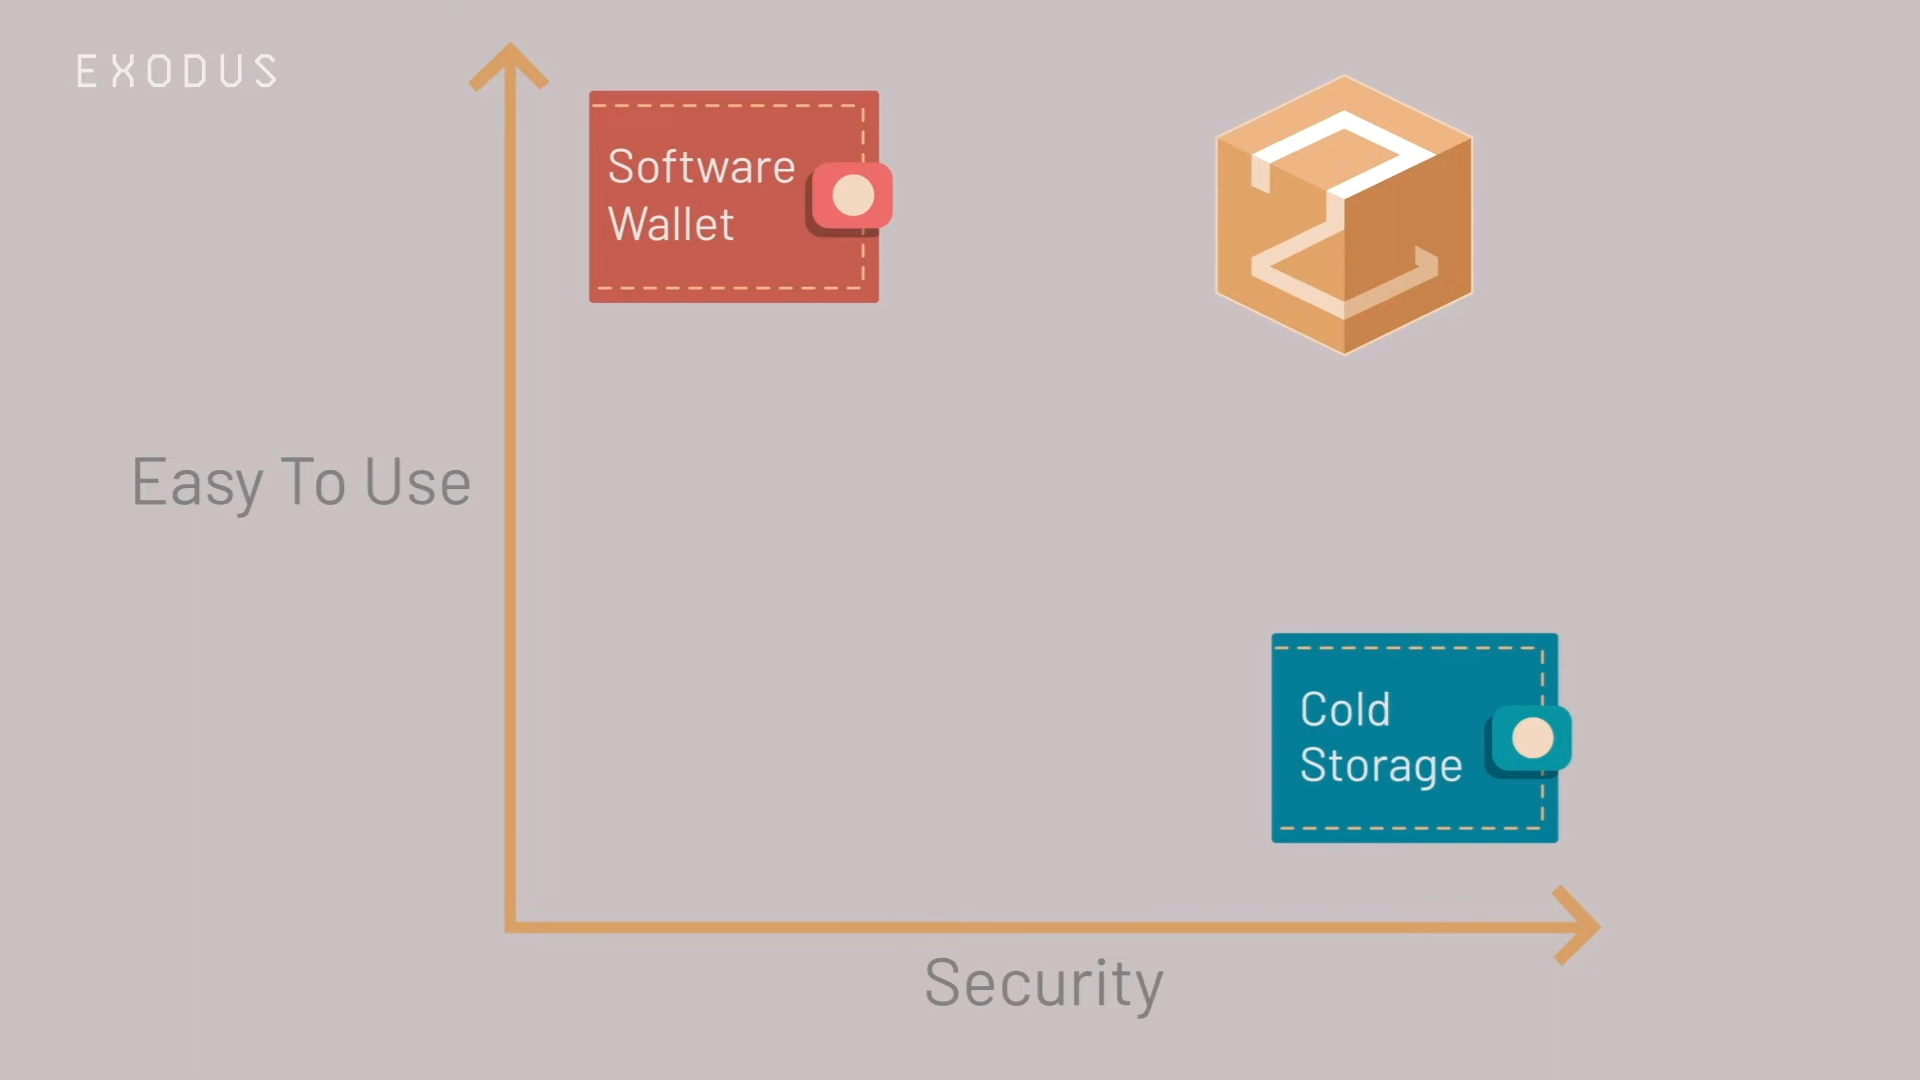 EXODUS
Software
Wallet
Easy To Use
Cold
Storage
Security